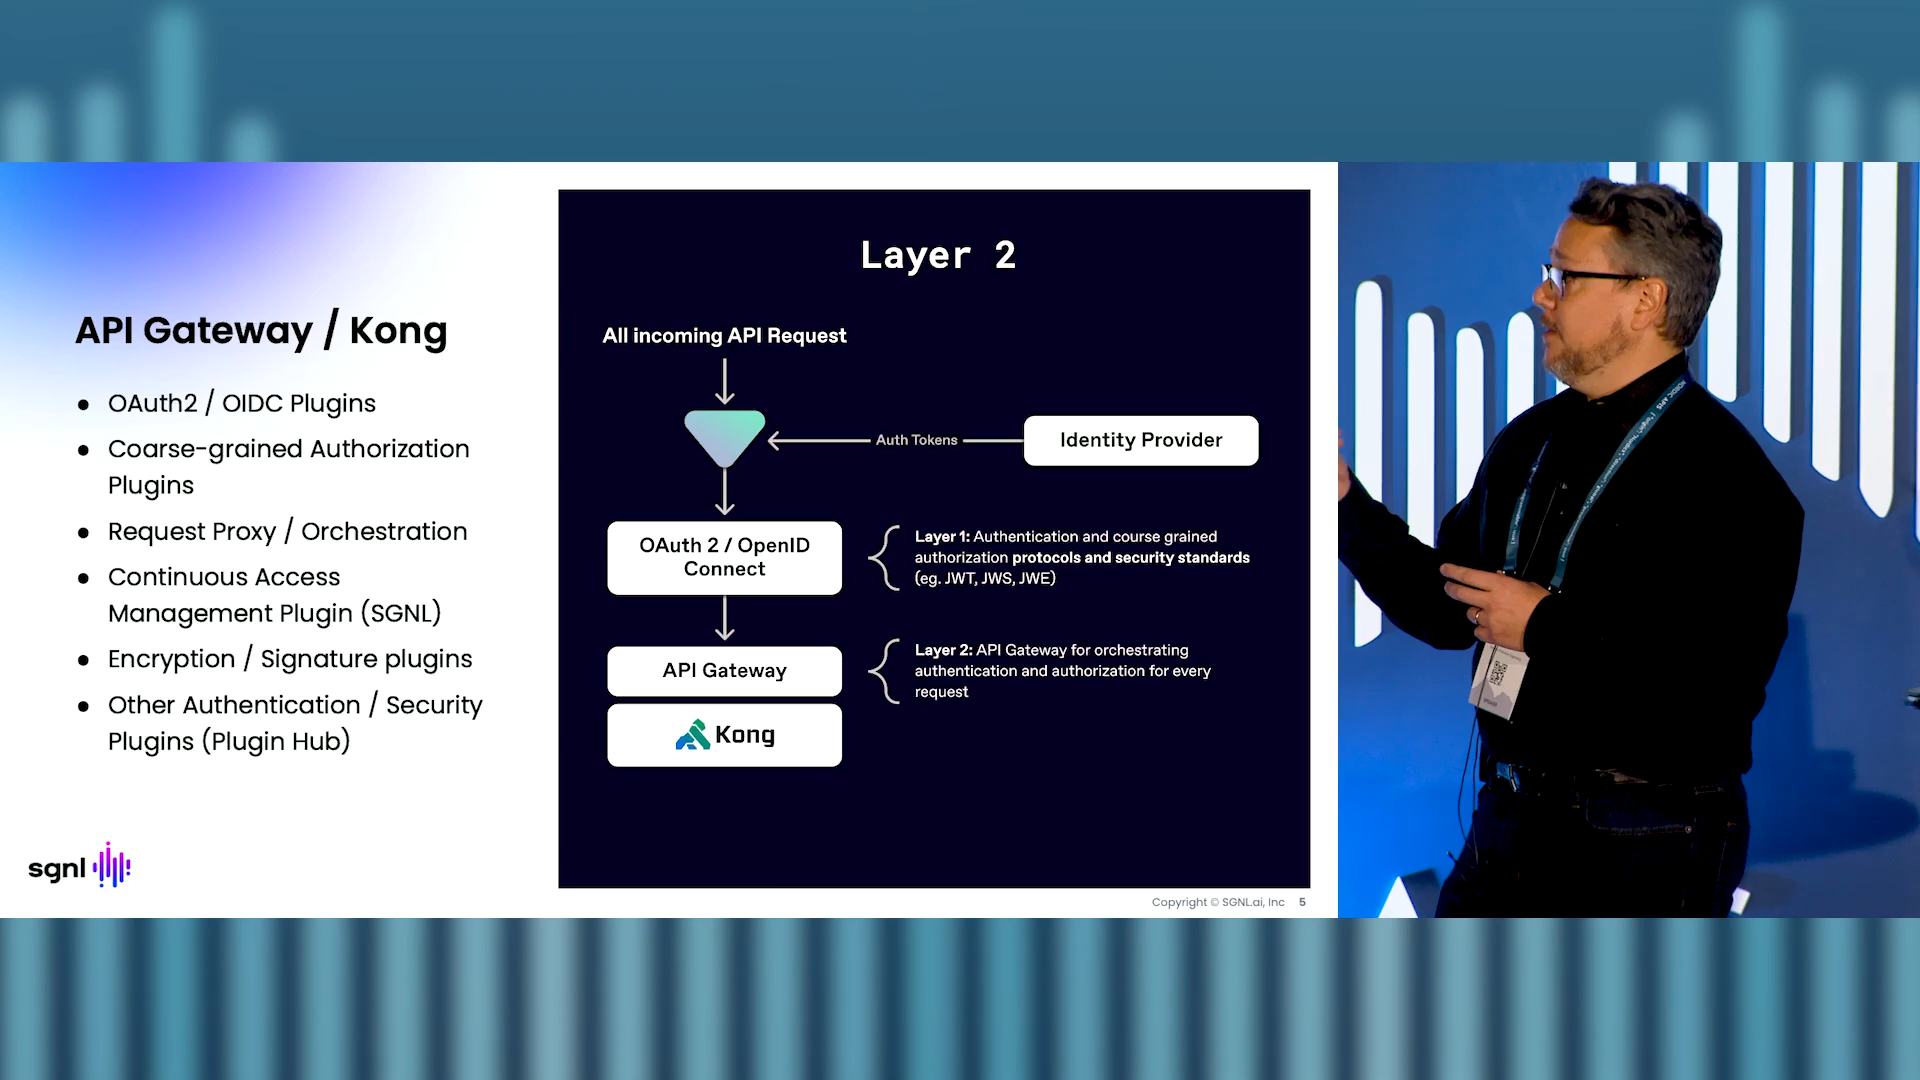 API Gateway / Kong
● OAuth2 / OIDC Plugins
● Coarse-grained Authorization
Plugins
● Request Proxy / Orchestration
● Continuous Access
Management Plugin (SGNL)
● Encryption / Signature plugins
● Other Authentication / Security
Plugins (Plugin Hub)
sgnl
Layer 2
All incoming API Request
Auth Tokens
Identity Provider
OAuth 2 / OpenID
Connect
Layer 1: Authentication and course grained
authorization protocols and security standards
(eg. JWT, JWS, JWE)
API Gateway
Layer 2: API Gateway for orchestrating
authentication and authorization for every
request
Kong
Copyright © SGNL.ai, Inc 5
NORDIC APIS